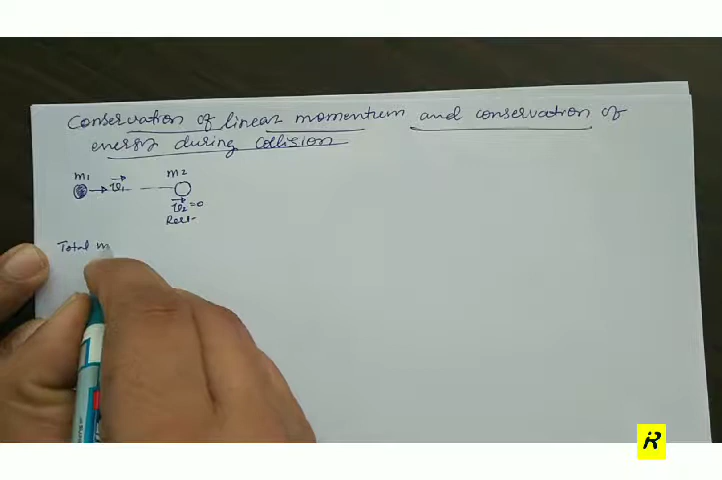 Conservation of linear momentum and conservation of
energy during collision
m1 m2
v1
v2 = 0
Rest
Total m
R